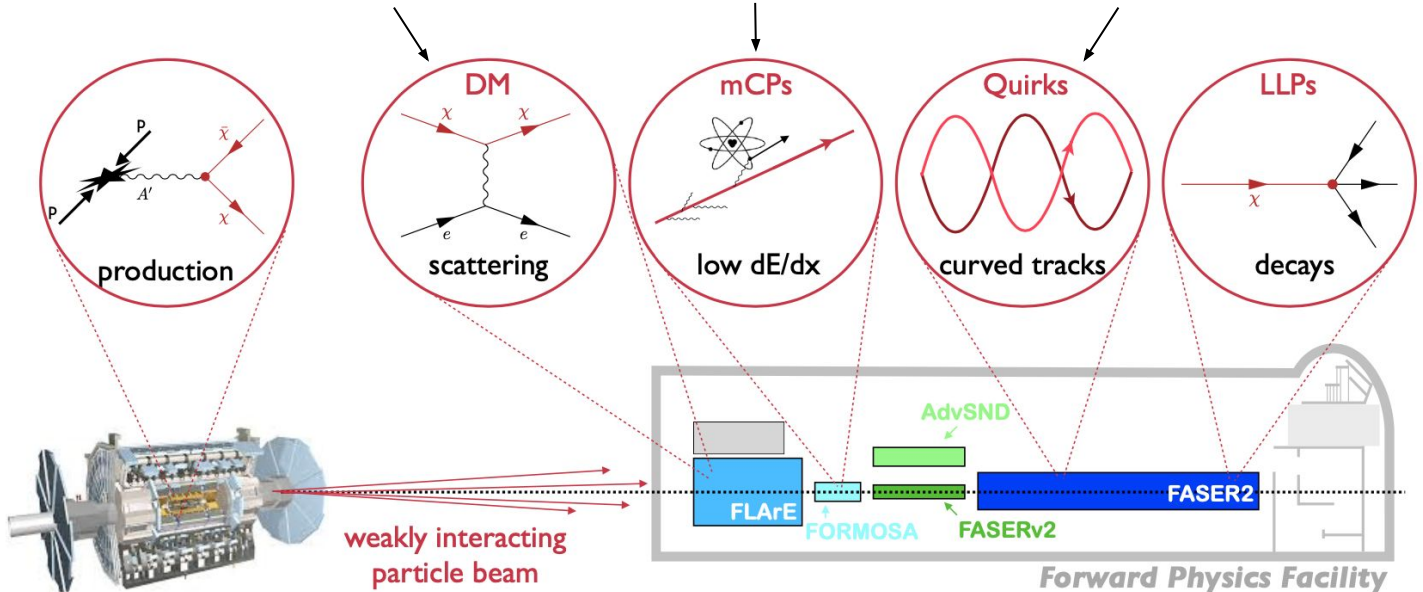 DM
mCPs
Quirks
LLPs
P
P
A′
χ̄
χ
production
χ
χ
e
e
scattering
low dE/dx
curved tracks
χ
decays
AdvSND
FLArE
FORMOSA
FASERν2
FASER2
weakly interacting
particle beam
Forward Physics Facility